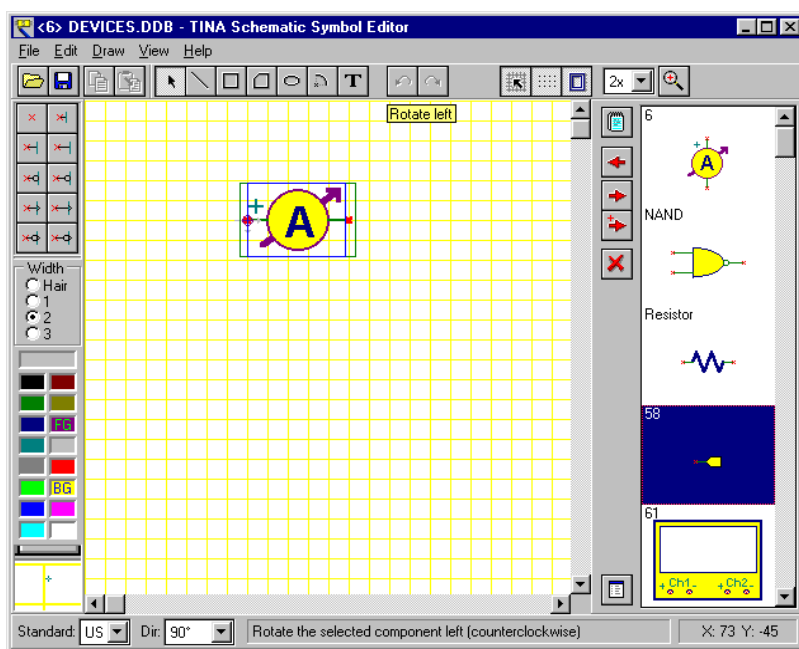 <6> DEVICES.DDB - TINA Schematic Symbol Editor
File Edit Draw View Help
T 2x
Rotate left
6
A
+
A
+
NAND
Width
Hair
1
2
3
Resistor
FG
BG
58
61
+Ch1- +Ch2-
Standard: US Dir: 90° Rotate the selected component left (counterclockwise) X: 73 Y: -45